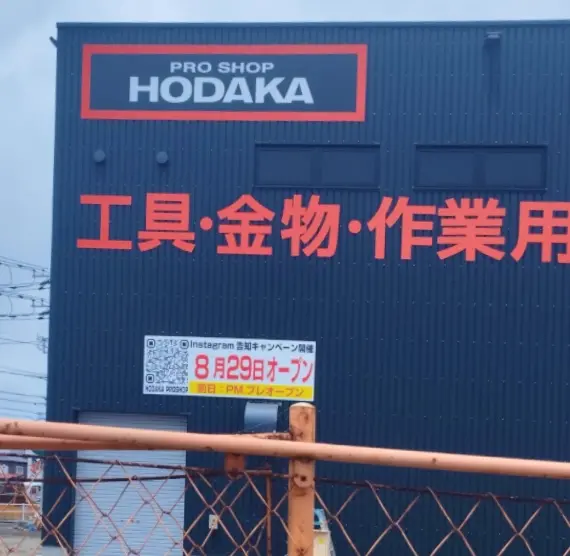 PRO SHOP
HODAKA
工具・金物・作業用
Instagram 告知キャンペーン開催
8月29日オープン
前日:PM プレオープン
HODAKA PROSHOP